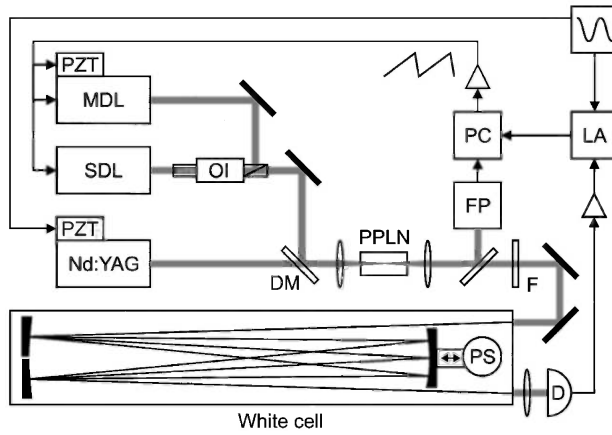 PZT
MDL
SDL
OI
PC
LA
FP
PZT
Nd:YAG
DM
PPLN
F
PS
D
White cell